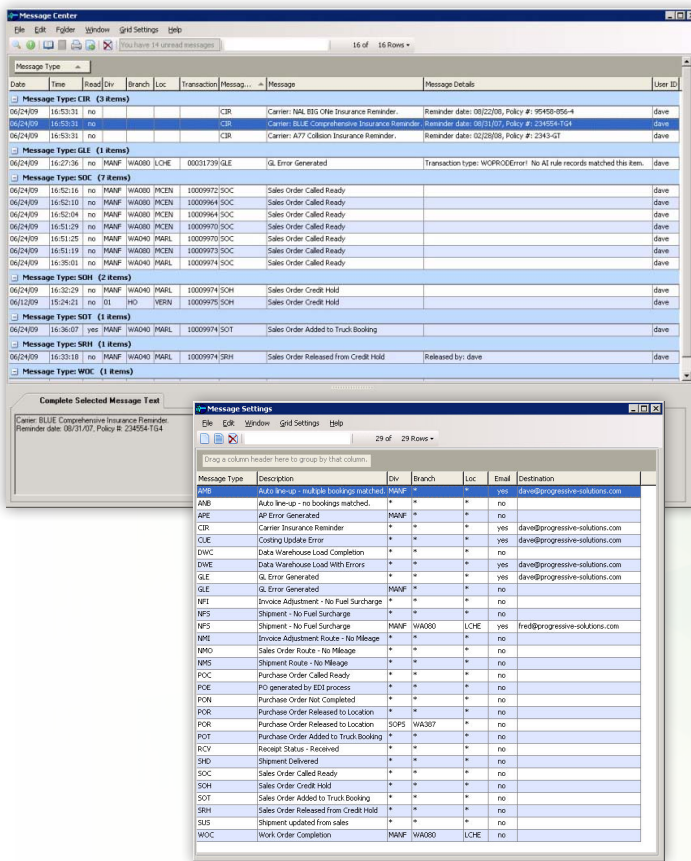 Message Center
File Edit Folder Window Grid Settings Help
You have 14 unread messages 16 of 16 Rows
Message Type
Date Time Read Div Branch Loc Transaction Messag... Message Message Details User ID
Message Type: CIR (3 items)
06/24/09 16:53:31 no CIR Carrier: NAL BIG ONe Insurance Reminder. Reminder date: 08/22/08, Policy #: 95458-856-4 dave
06/24/09 16:53:31 no CIR Carrier: BLUE Comprehensive Insurance Reminder. Reminder date: 08/31/07, Policy #: 234554-TG4 dave
06/24/09 16:53:31 no CIR Carrier: A77 Collision Insurance Reminder. Reminder date: 02/28/08, Policy #: 2343-GT dave
Message Type: GLE (1 items)
06/24/09 16:27:36 no MANF WA080 LCHE 00031739 GLE GL Error Generated Transaction type: WOPRODError! No AI rule records matched this item. dave
Message Type: SOC (7 items)
06/24/09 16:52:16 no MANF WA080 MCEN 10009972 SOC Sales Order Called Ready dave
06/24/09 16:52:10 no MANF WA080 MCEN 10009964 SOC Sales Order Called Ready dave
06/24/09 16:52:04 no MANF WA080 MCEN 10009964 SOC Sales Order Called Ready dave
06/24/09 16:51:29 no MANF WA080 MCEN 10009970 SOC Sales Order Called Ready dave
06/24/09 16:51:25 no MANF WA040 MARL 10009970 SOC Sales Order Called Ready dave
06/24/09 16:51:19 no MANF WA080 MCEN 10009973 SOC Sales Order Called Ready dave
06/24/09 16:35:01 no MANF WA040 MARL 10009974 SOC Sales Order Called Ready dave
Message Type: SOH (2 items)
06/24/09 16:32:29 no MANF WA040 MARL 10009974 SOH Sales Order Credit Hold dave
06/12/09 15:24:21 no 01 HO VERN 10009975 SOH Sales Order Credit Hold dave
Message Type: SOT (1 items)
06/24/09 16:36:07 yes MANF WA040 MARL 10009974 SOT Sales Order Added to Truck Booking dave
Message Type: SRH (1 items)
06/24/09 16:33:18 no MANF WA040 MARL 10009974 SRH Sales Order Released from Credit Hold Released by: dave dave
Message Type: WOC (1 items)
Complete Selected Message Text
Carrier: BLUE Comprehensive Insurance Reminder.
Reminder date: 08/31/07, Policy #: 234554-TG4
Message Settings
File Edit Window Grid Settings Help
29 of 29 Rows
Drag a column header here to group by that column.
Message Type Description Div Branch Loc Email Destination
AMB Auto line-up - multiple bookings matched. MANF * * yes dave@progressive-solutions.com
ANB Auto line-up - no bookings matched. * * * no
APE AP Error Generated MANF * * no
CIR Carrier Insurance Reminder * * * yes dave@progressive-solutions.com
CUE Costing Update Error * * * yes dave@progressive-solutions.com
DWC Data Warehouse Load Completion * * * no
DWE Data Warehouse Load With Errors * * * yes dave@progressive-solutions.com
GLE GL Error Generated * * * yes dave@progressive-solutions.com
GLE GL Error Generated MANF * * no
NFI Invoice Adjustment - No Fuel Surcharge * * * no
NFS Shipment - No Fuel Surcharge * * * no
NFS Shipment - No Fuel Surcharge MANF WA080 LCHE yes fred@progressive-solutions.com
NMI Invoice Adjustment Route - No Mileage * * * no
NMO Sales Order Route - No Mileage * * * no
NMS Shipment Route - No Mileage * * * no
POC Purchase Order Called Ready * * * no
POE PO generated by EDI process * * * no
PON Purchase Order Not Completed * * * no
POR Purchase Order Released to Location * * * no
POR Purchase Order Released to Location SOPS WA387 * no
POT Purchase Order Added to Truck Booking * * * no
RCV Receipt Status - Received * * * no
SHD Shipment Delivered * * * no
SOC Sales Order Called Ready * * * no
SOH Sales Order Credit Hold * * * no
SOT Sales Order Added to Truck Booking * * * no
SRH Sales Order Released from Credit Hold * * * no
SUS Shipment updated from sales * * * no
WOC Work Order Completion MANF WA080 LCHE no